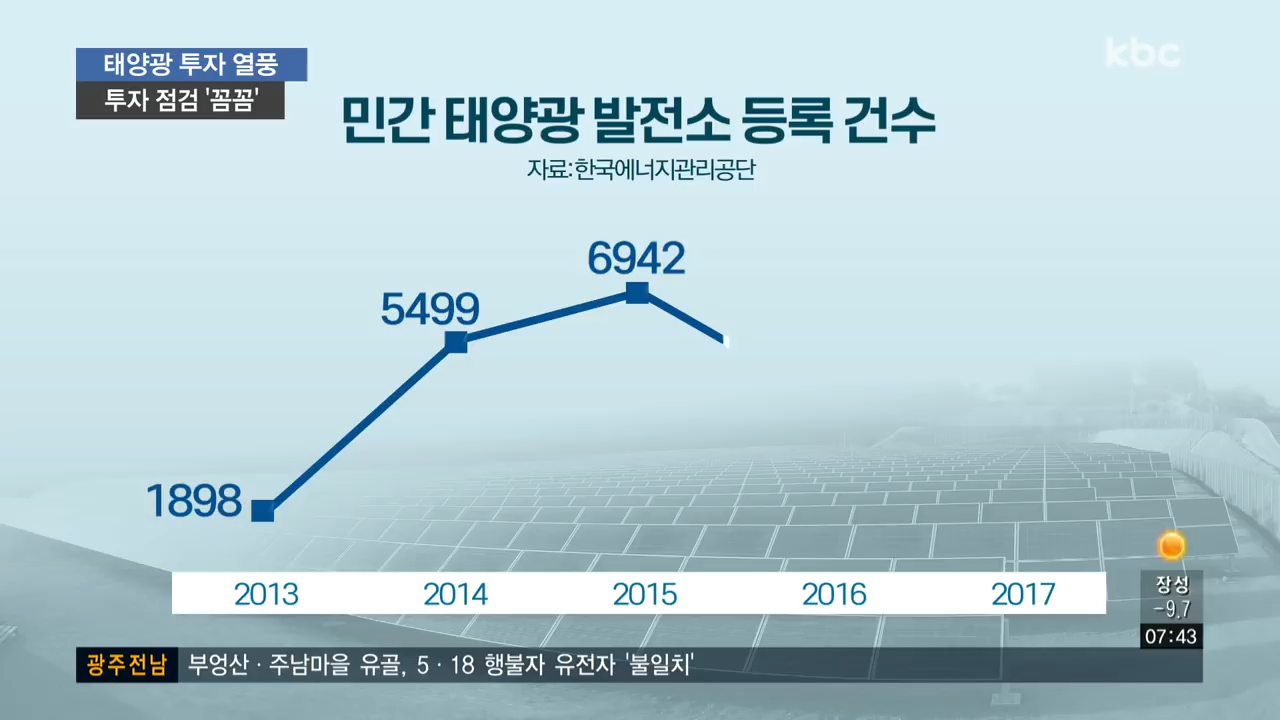 태양광 투자 열풍
투자 점검 '꼼꼼'
kbc
민간 태양광 발전소 등록 건수
자료:한국에너지관리공단
6942
5499
1898
2013 2014 2015 2016 2017
장성
-9.7
07:43
광주전남 부엉산·주남마을 유골, 5·18 행불자 유전자 '불일치'